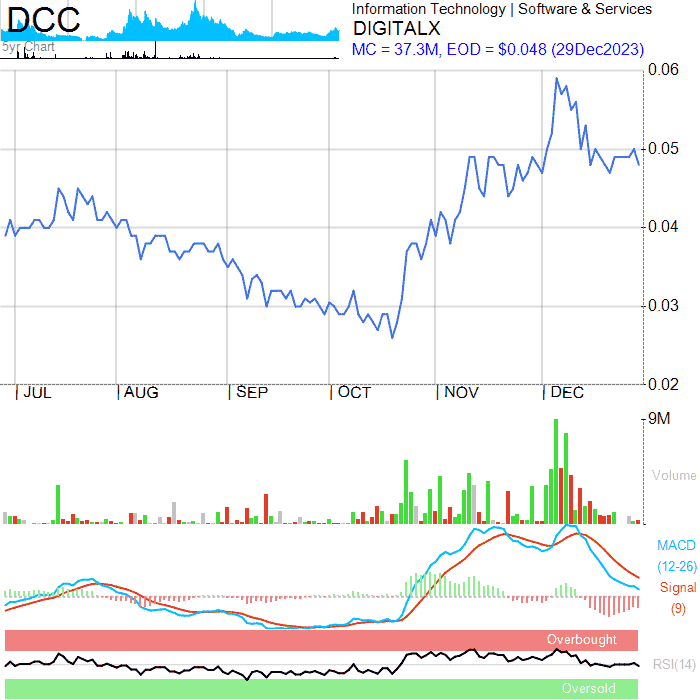 DCC
5yr Chart
Information Technology | Software & Services
DIGITALX
MC = 37.3M, EOD = $0.048 (29Dec2023)
0.06
0.05
0.04
0.03
0.02
JUL AUG SEP OCT NOV DEC
9M
Volume
MACD
(12-26)
Signal
(9)
Overbought
RSI(14)
Oversold